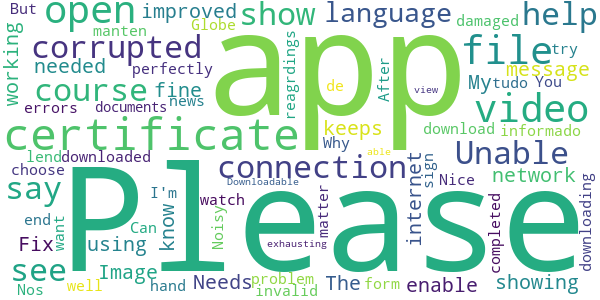 But
open
improved
show
language
help
manten
Globe
damaged
working
corrupted
app
file
try
needed
perfectly
reagrdings
After
message
course
fine
de
view
My
tudo
You
errors
documents
news
video
certificate
keeps
download
informado
Why
able
Unable
lend
downloaded
connection
choose
I'm
Downloadable
internet
sign
network
say
Please
watch
matter
Nice
completed
downloading
end
want
Can
know
Noisy
Fix
using
exhausting
see
Image
Needs
The
enable
showing
problem
form
Nos
well
hand
invalid